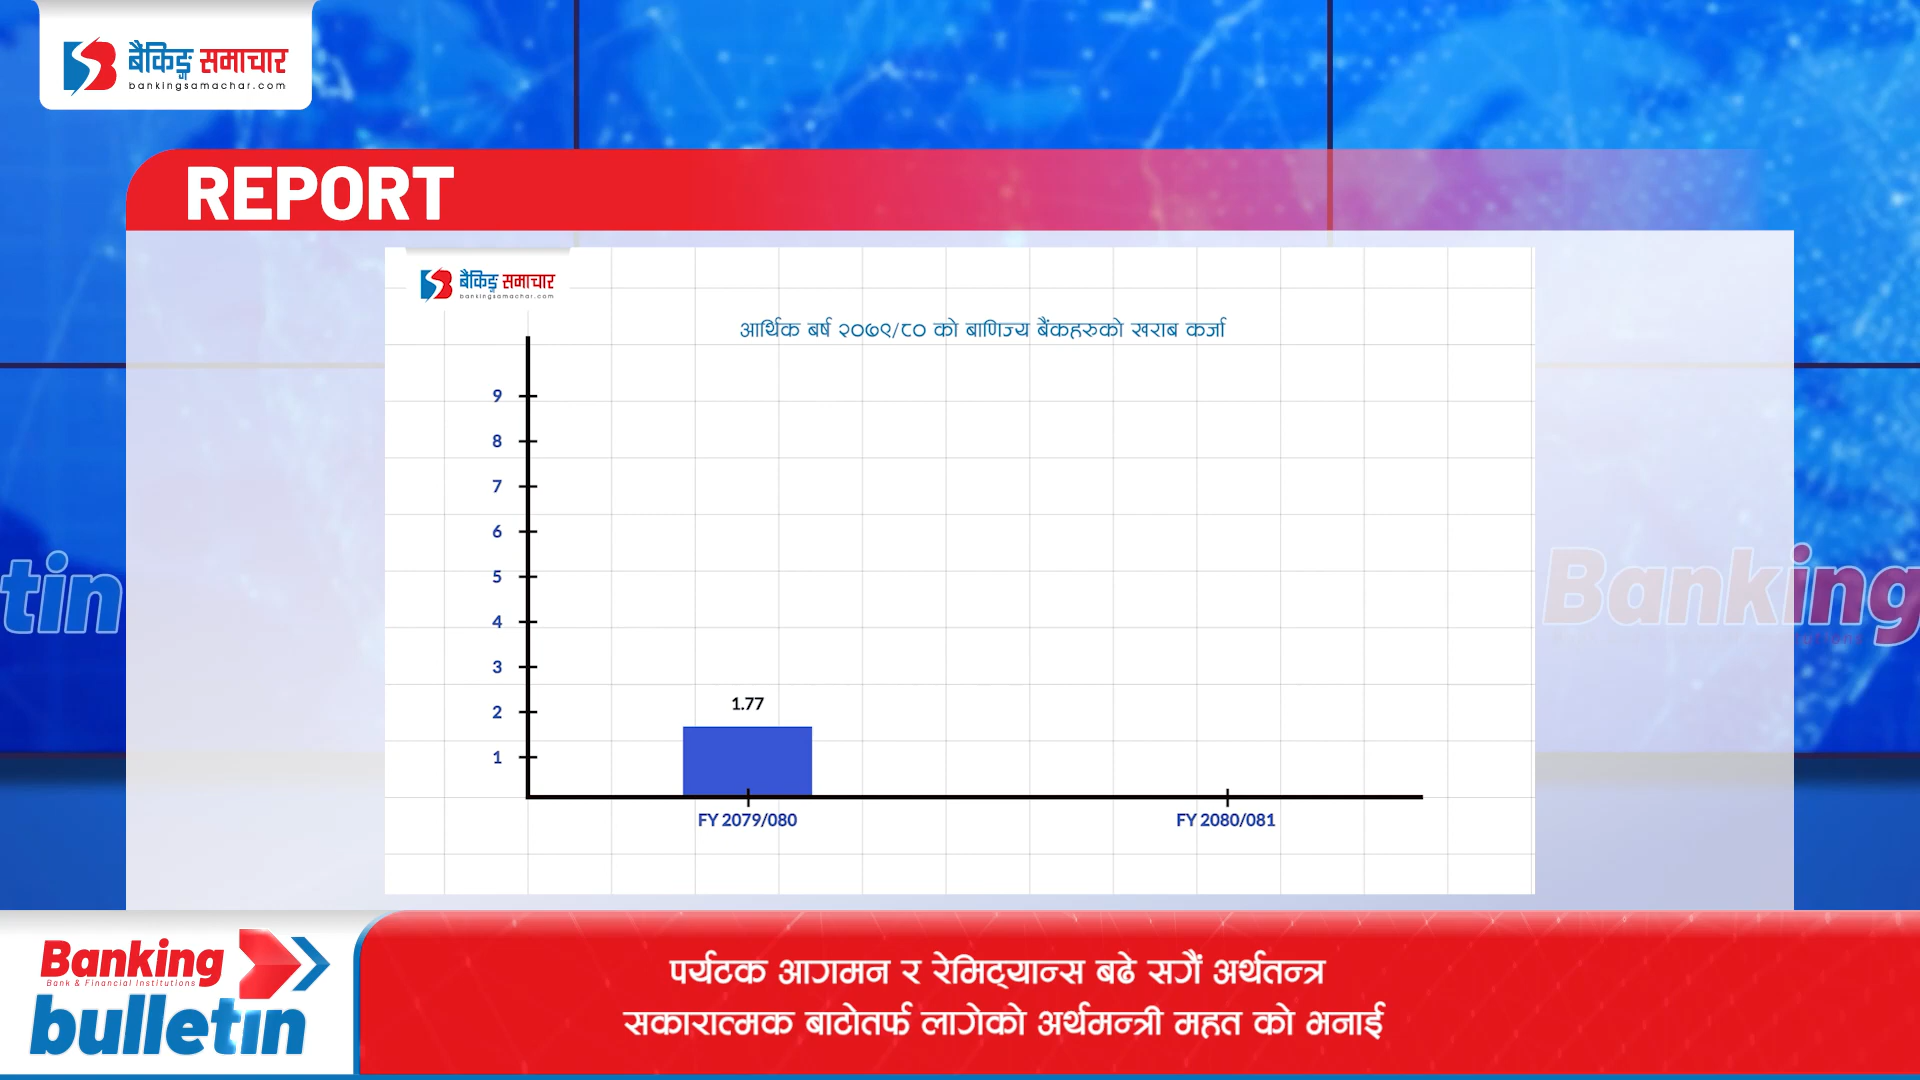 बैकिङ्ग समाचार
bankingsamachar.com
REPORT
बैकिङ्ग समाचार
bankingsamachar.com
आर्थिक बर्ष २०७९/८० को बाणिज्य बैंकहरुको खराब कर्जा
9
8
7
6
5
4
3
2
1
1.77
FY 2079/080
FY 2080/081
tin
Banking
Banking
Bank & Financial Institutions
bulletin
पर्यटक आगमन र रेमिट्यान्स बढे सगैं अर्थतन्त्र
सकारात्मक बाटोतर्फ लागेको अर्थमन्त्री महत को भनाई